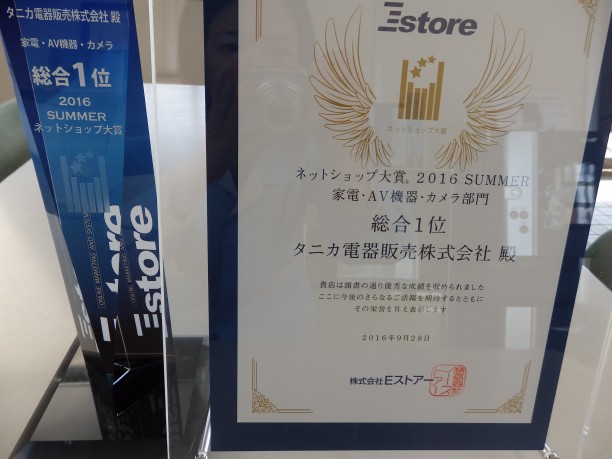 タニカ電器販売株式会社 殿
家電・AV機器・カメラ
総合1位
2016
SUMMER
ネットショップ大賞
ONLINE MARKETING AND SYSTEM
Estore
Estore
Estore
ネットショップ大賞
ネットショップ大賞® 2016 SUMMER
家電・AV機器・カメラ部門
総合1位
タニカ電器販売株式会社 殿
貴店は頭書の通り優秀な成績を収められました
ここに今後のさらなるご活躍を期待するとともに
その栄誉を称え表彰します
2016年9月28日
株式会社Eストアー